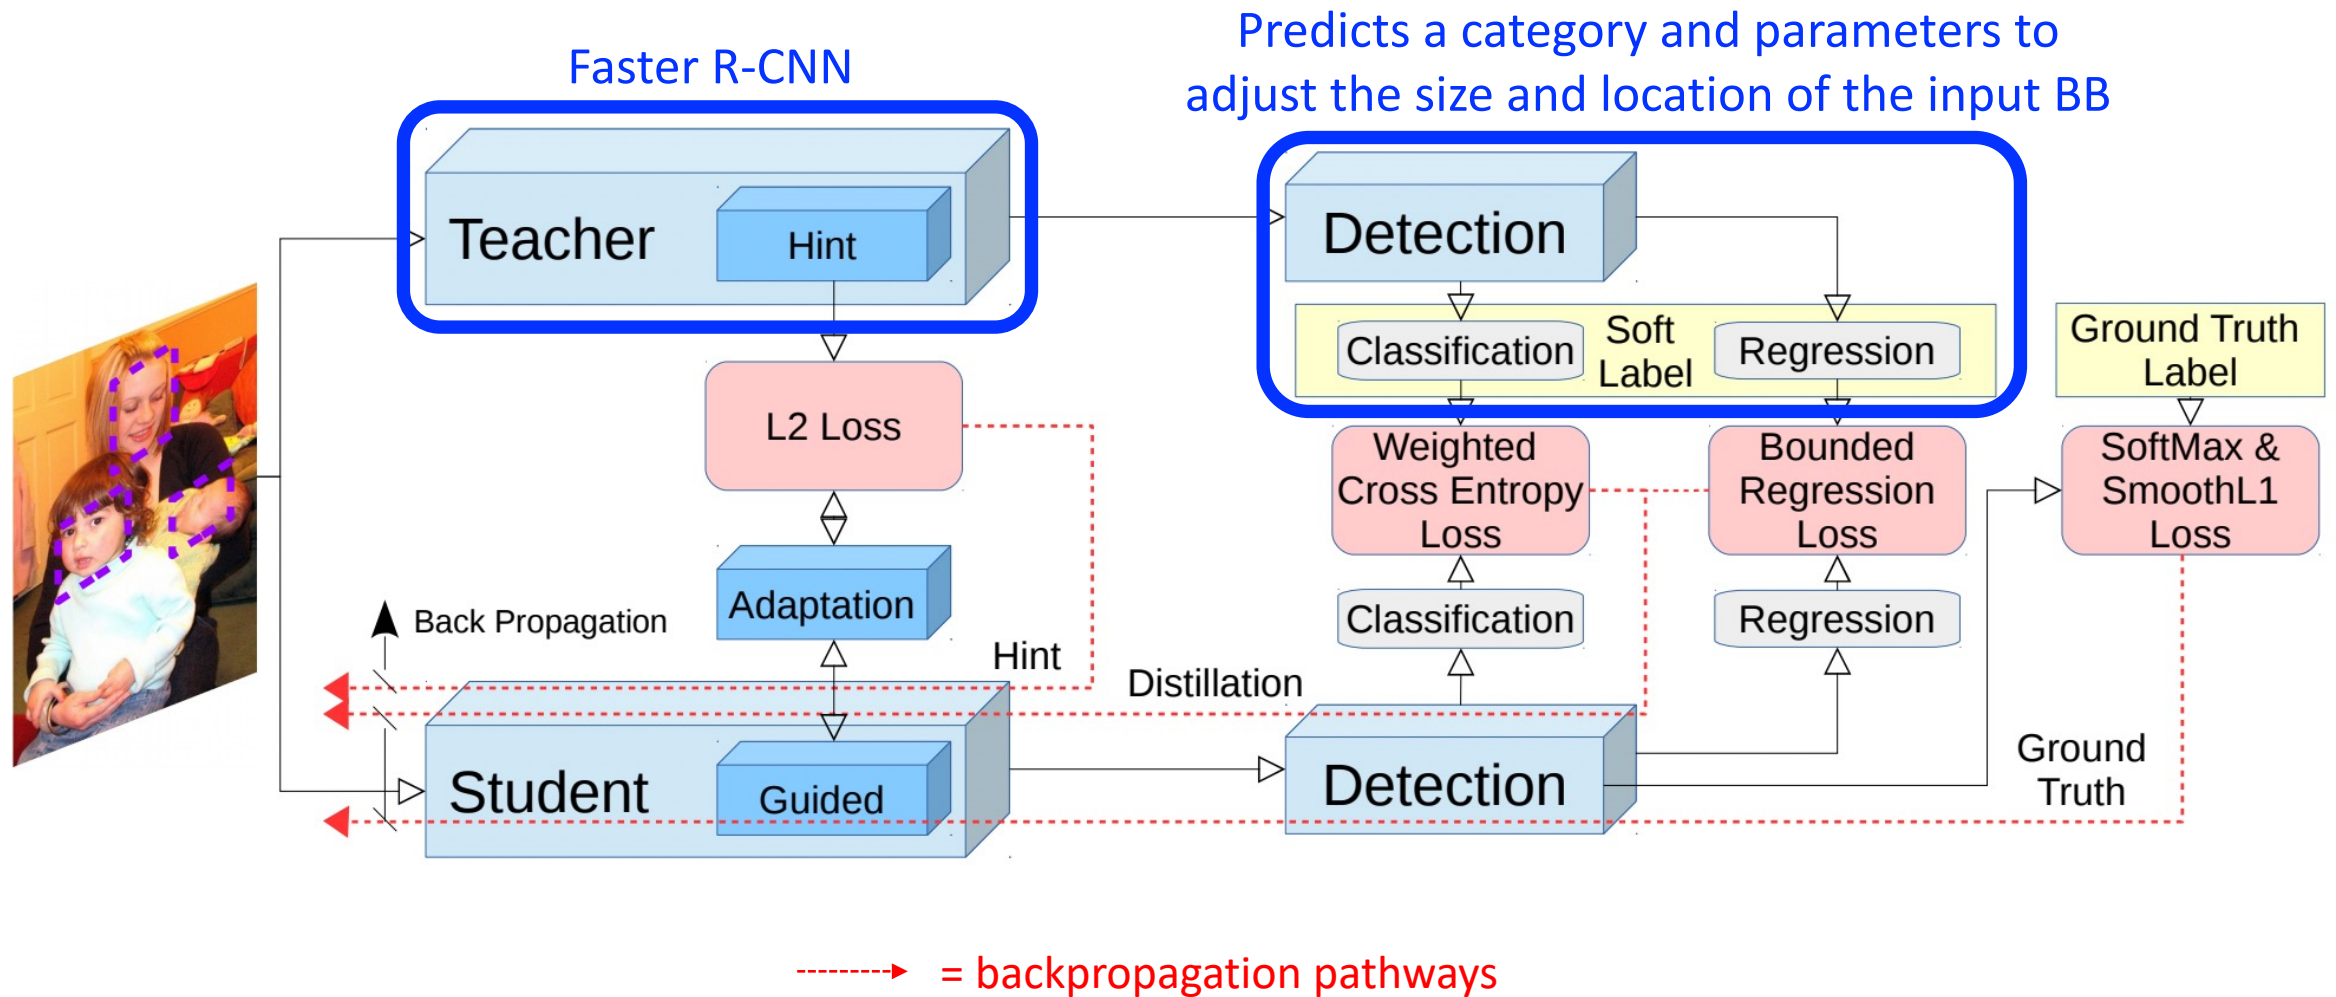 Predicts a category and parameters to
adjust the size and location of the input BB
Faster R-CNN
Teacher
Hint
Detection
Classification
Soft
Label
Regression
Ground Truth
Label
L2 Loss
Weighted
Cross Entropy
Loss
Bounded
Regression
Loss
SoftMax &
SmoothL1
Loss
Adaptation
Back Propagation
Classification
Regression
Hint
Distillation
Student
Guided
Detection
Ground
Truth
= backpropagation pathways